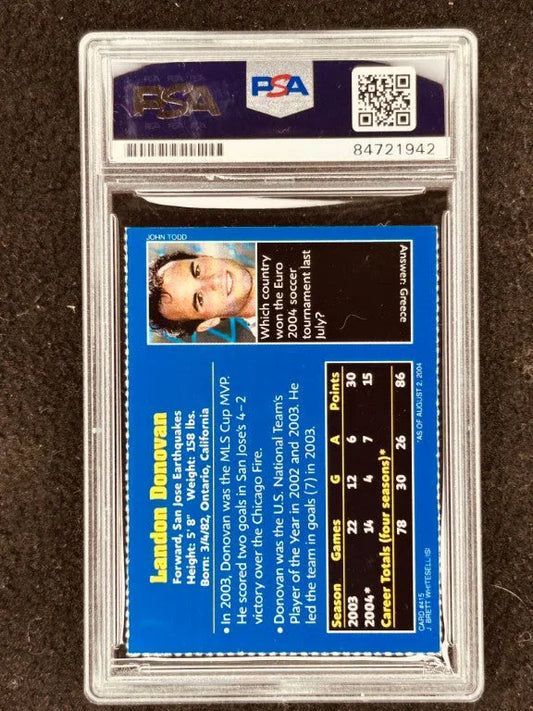 PSA
PSA
84721942
JOHN TODD
Landon Donovan
Forward, San Jose Earthquakes
Height: 5' 8" Weight: 158 lbs.
Born: 3/4/82, Ontario, California
• In 2003, Donovan was the MLS Cup MVP.
He scored two goals in San Jose's 4–2
victory over the Chicago Fire.
• Donovan was the U.S. National Team's
Player of the Year in 2002 and 2003. He
led the team in goals (7) in 2003.
Season Games G A Points
2003 22 12 6 30
2004* 14 4 7 15
Career Totals (four seasons)*
78 30 26 86
CARD #415
J. BRETT WHITESELL/ISI
*AS OF AUGUST 2, 2004
Which country
won the Euro
2004 soccer
tournament last
July?
Answer: Greece